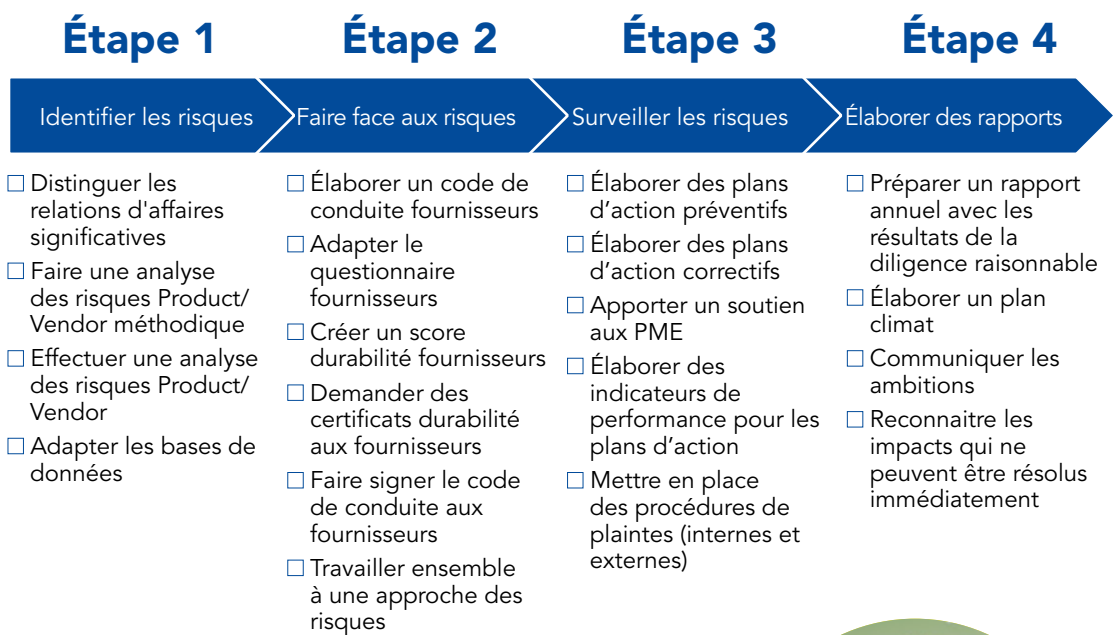 Étape 1
Étape 2
Étape 3
Étape 4
Identifier les risques
Faire face aux risques
Surveiller les risques
Élaborer des rapports
Distinguer les
relations d'affaires
significatives
Faire une analyse
des risques Product/
Vendor méthodique
Effectuer une analyse
des risques Product/
Vendor
Adapter les bases de
données
Élaborer un code de
conduite fournisseurs
Adapter le
questionnaire
fournisseurs
Créer un score
durabilité fournisseurs
Demander des
certificats durabilité
aux fournisseurs
Faire signer le code
de conduite aux
fournisseurs
Travailler ensemble
à une approche des
risques
Élaborer des plans
d’action préventifs
Élaborer des plans
d’action correctifs
Apporter un soutien
aux PME
Élaborer des
indicateurs de
performance pour les
plans d’action
Mettre en place
des procédures de
plaintes (internes et
externes)
Préparer un rapport
annuel avec les
résultats de la
diligence raisonnable
Élaborer un plan
climat
Communiquer les
ambitions
Reconnaitre les
impacts qui ne
peuvent être résolus
immédiatement